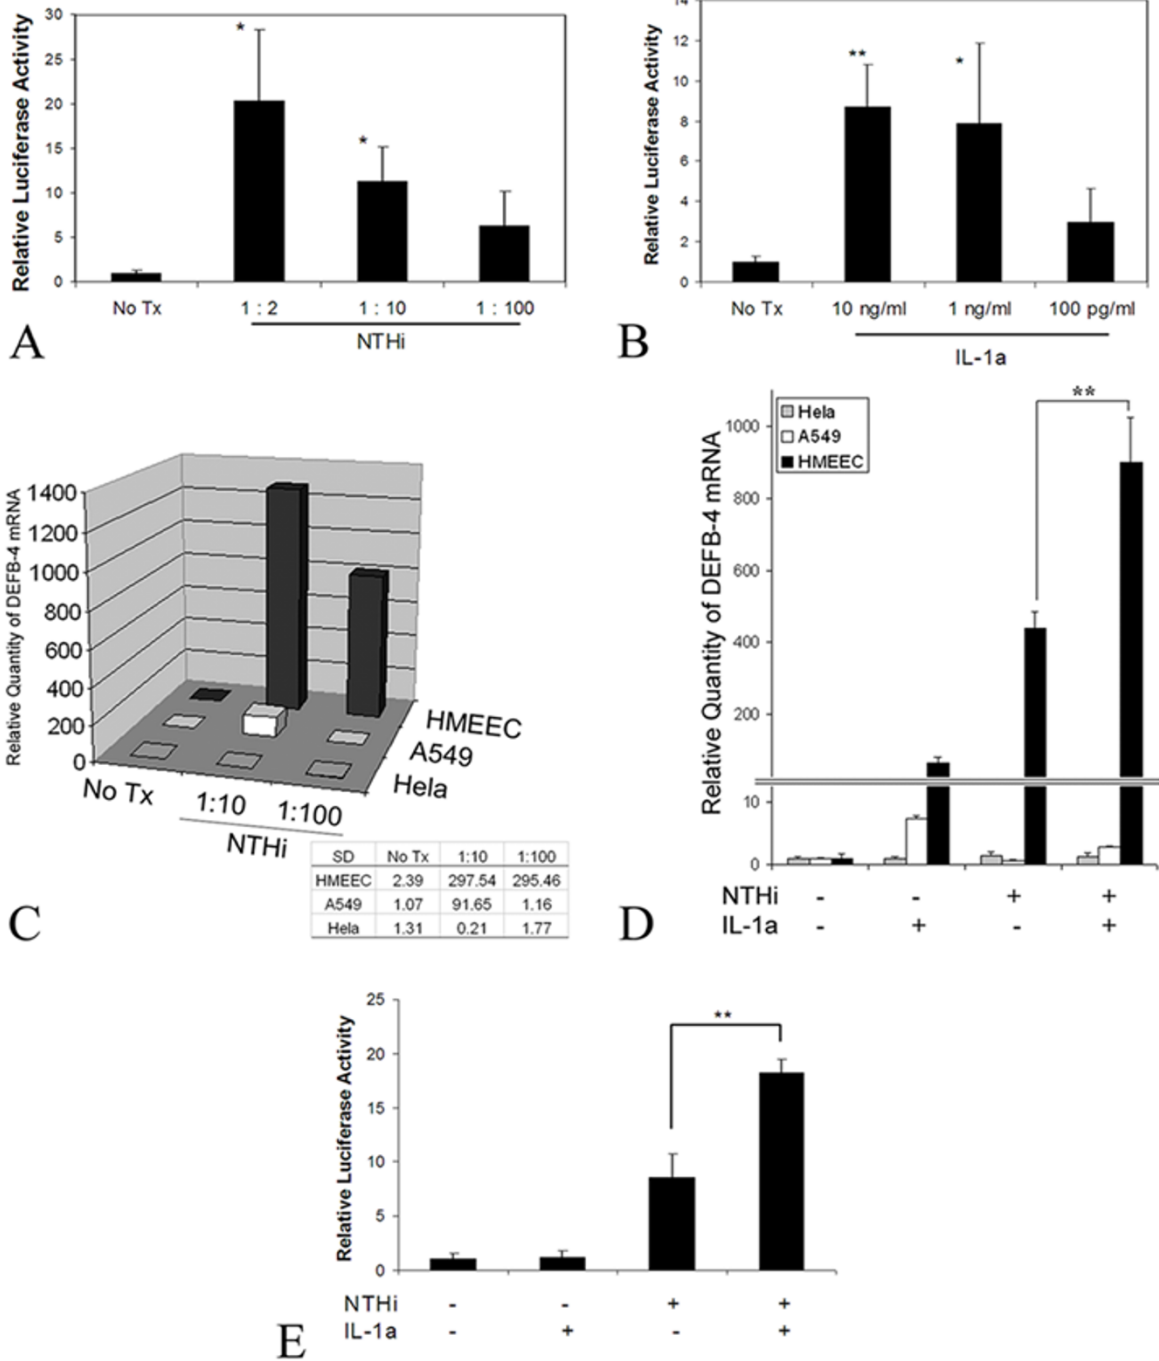 Relative Luciferase Activity
30
25
20
15
10
5
0
*
*
No Tx
1 : 2
1 : 10
1 : 100
NTHi
A
Relative Luciferase Activity
14
12
10
8
6
4
2
0
**
*
No Tx
10 ng/ml
1 ng/ml
100 pg/ml
IL-1a
B
Relative Quantity of DEFB-4 mRNA
1400
1200
1000
800
600
400
200
0
No Tx
1:10
1:100
NTHi
HMEEC
A549
Hela
SD No Tx 1:10 1:100
HMEEC 2.39 297.54 295.46
A549 1.07 91.65 1.16
Hela 1.31 0.21 1.77
C
Relative Quantity of DEFB-4 mRNA
1000
800
600
400
200
10
0
Hela
A549
HMEEC
**
NTHi - - + +
IL-1a - + - +
D
Relative Luciferase Activity
25
20
15
10
5
0
**
NTHi - - + +
IL-1a - + - +
E